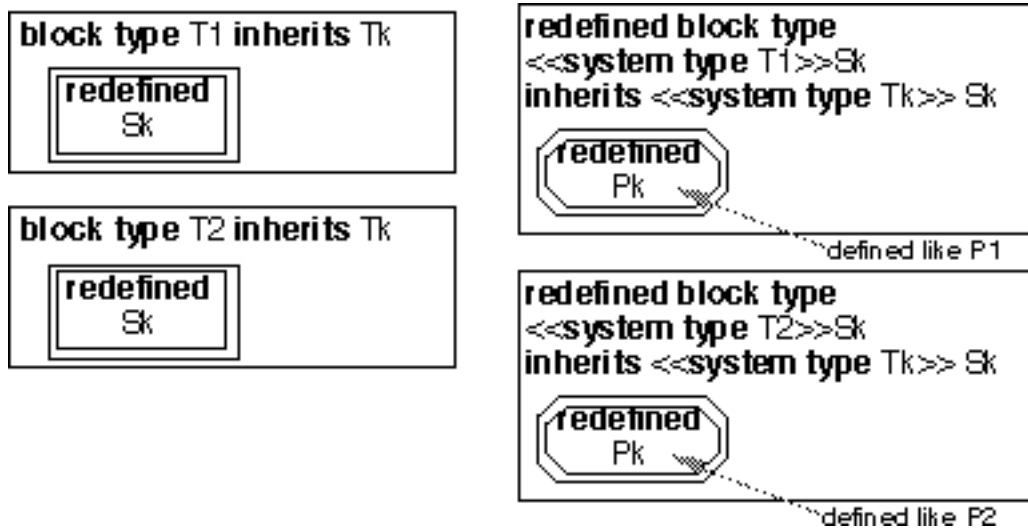 block type T1 inherits Tk
redefined
Sk
block type T2 inherits Tk
redefined
Sk
redefined block type
<<system type T1>>Sk
inherits <<system type Tk>> Sk
redefined
Pk
defined like P1
redefined block type
<<system type T2>>Sk
inherits <<system type Tk>> Sk
redefined
Pk
defined like P2